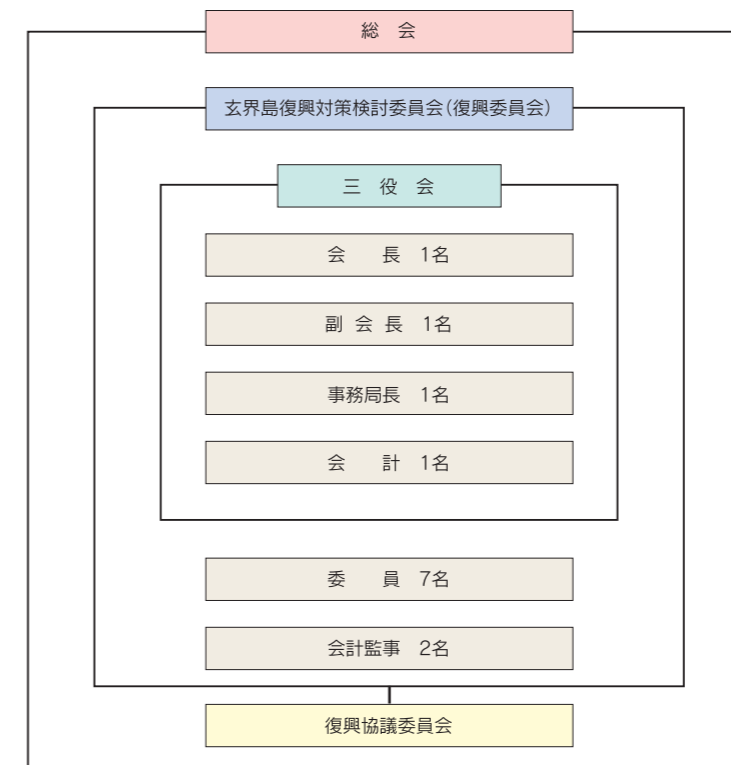 総　会
玄界島復興対策検討委員会(復興委員会)
三　役　会
会　　長　1名
副 会 長　1名
事務局長　1名
会　　計　1名
委　　員　7名
会計監事　2名
復興協議委員会